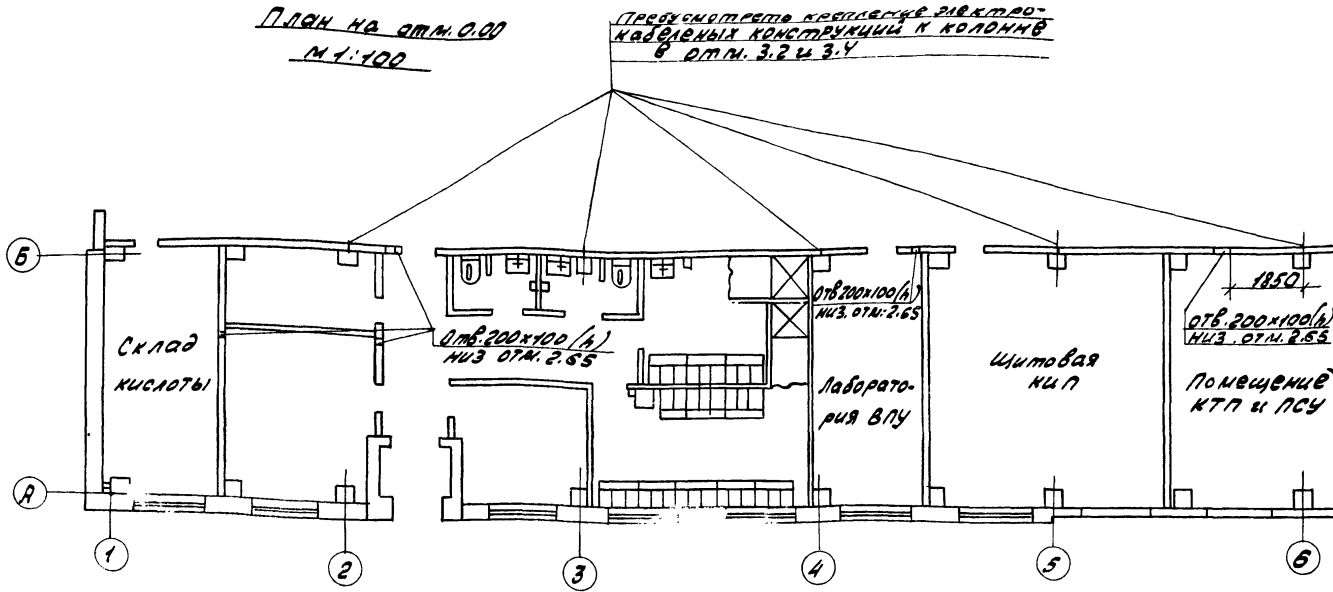 План на отм. 0.00
М 1:100
Предусмотреть крепление электро-
кабельных конструкций к колонне
в отм. 3.2 и 3.4
Б
1850
Отв. 200х100(h)
низ. отм. 2.65
Отв. 200х100(h)
низ отм. 2.65
отв. 200х100(h)
низ. отм. 2.65
Склад
кислоты
Лаборато-
рия ВПУ
Щитовая
кип
Помещение
КТП и ПСУ
А
1
2
3
4
5
6